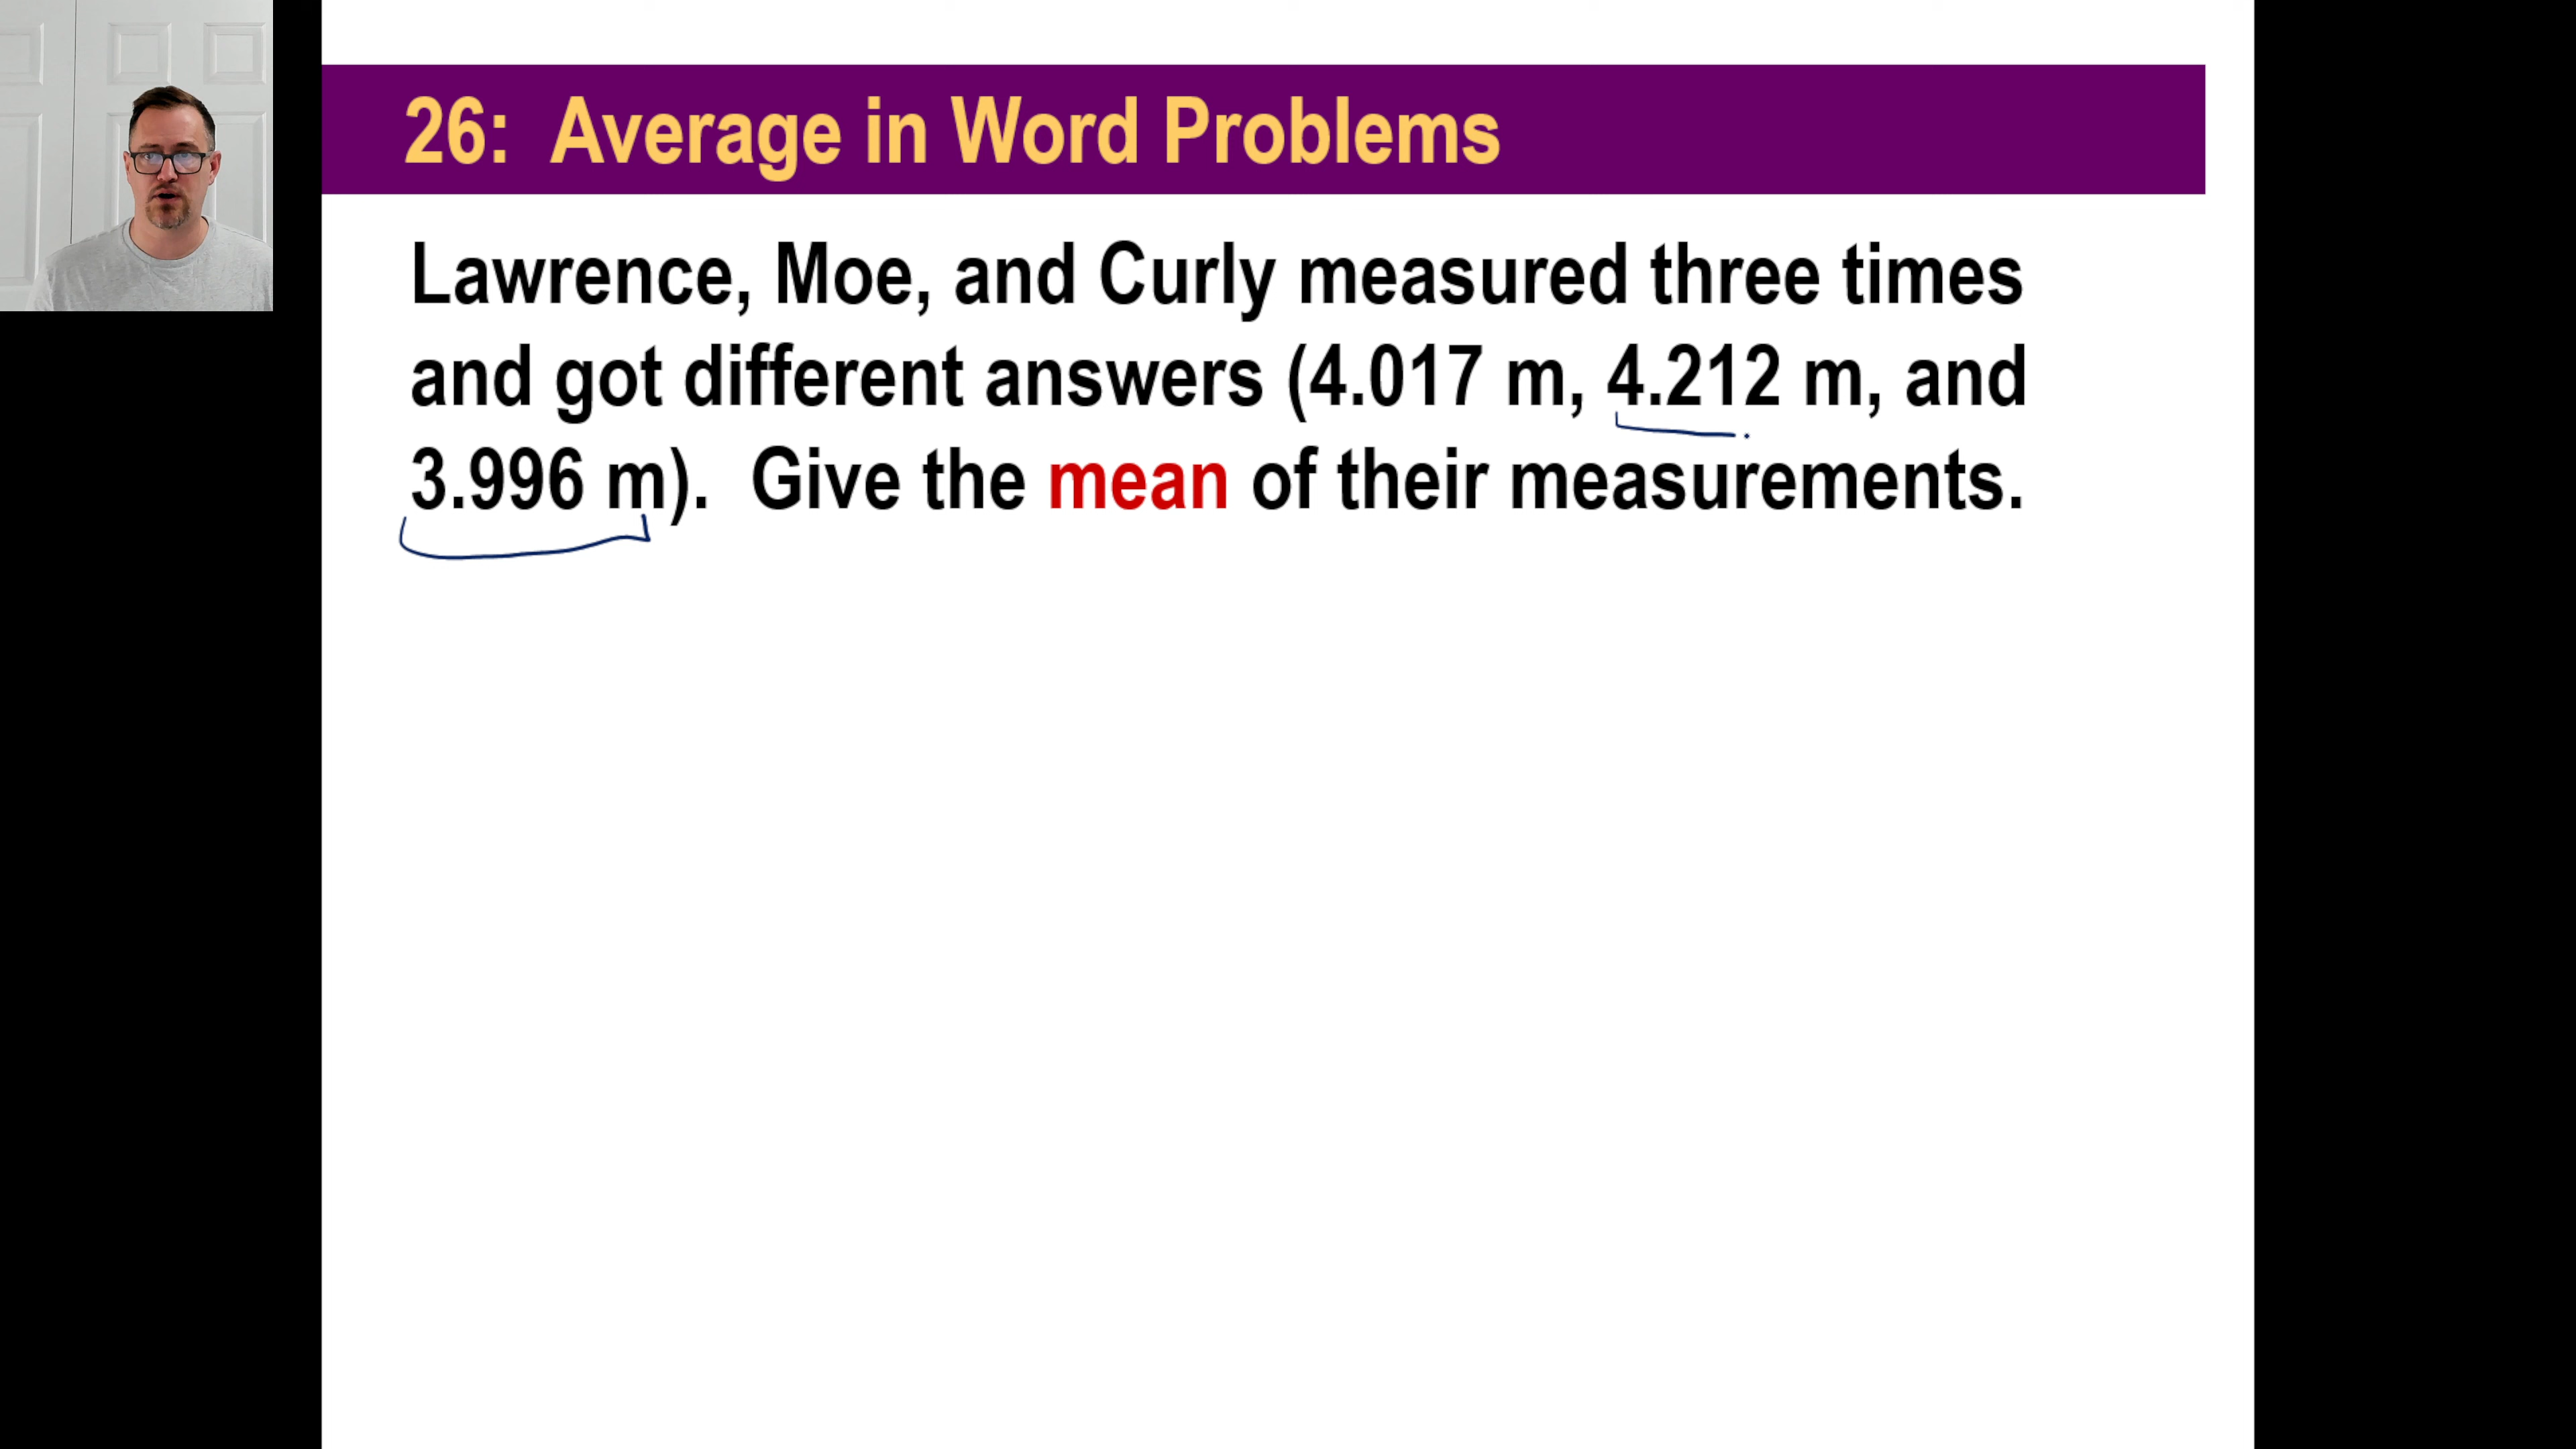 26: Average in Word Problems
Lawrence, Moe, and Curly measured three times
and got different answers (4.017 m, 4.212 m, and
3.996 m). Give the mean of their measurements.